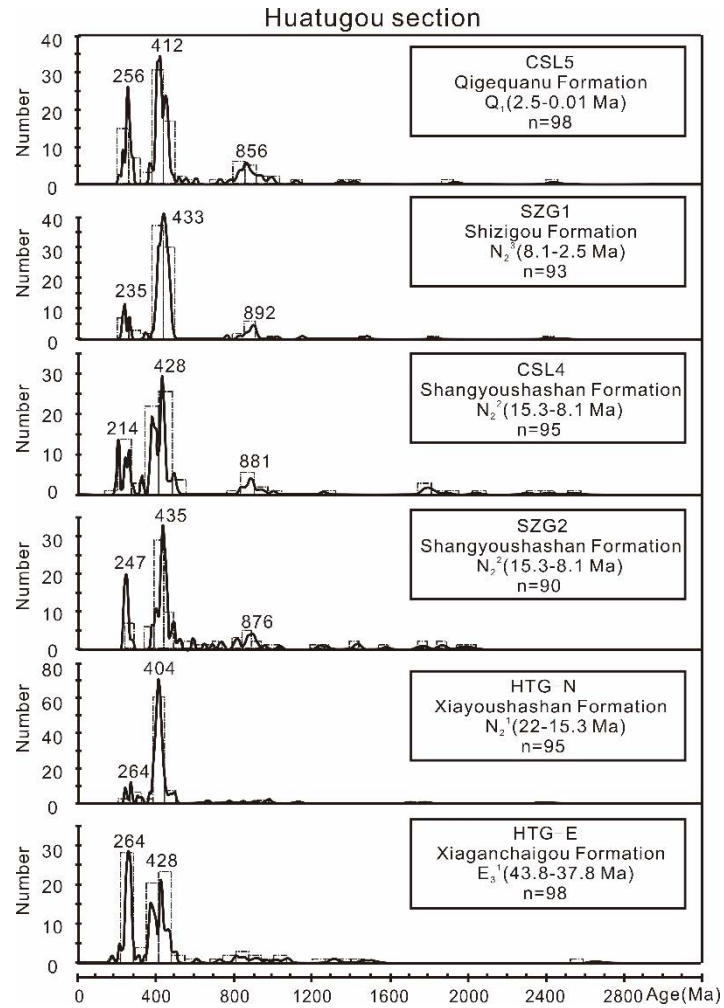 Huatugou section
40
30
20
10
0
Number
256
412
856
CSL5
Qigequanu Formation
Q₁(2.5-0.01 Ma)
n=98
40
30
20
10
0
Number
235
433
892
SZG1
Shizigou Formation
N₂³(8.1-2.5 Ma)
n=93
30
20
10
0
Number
214
428
881
CSL4
Shangyoushashan Formation
N₂²(15.3-8.1 Ma)
n=95
30
20
10
0
Number
247
435
876
SZG2
Shangyoushashan Formation
N₂²(15.3-8.1 Ma)
n=90
80
60
40
20
0
Number
264
404
HTG-N
Xiayoushashan Formation
N₂¹(22-15.3 Ma)
n=95
30
20
10
0
Number
264
428
HTG-E
Xiaganchaigou Formation
E₃¹(43.8-37.8 Ma)
n=98
0 400 800 1200 1600 2000 2400 2800 Age(Ma)